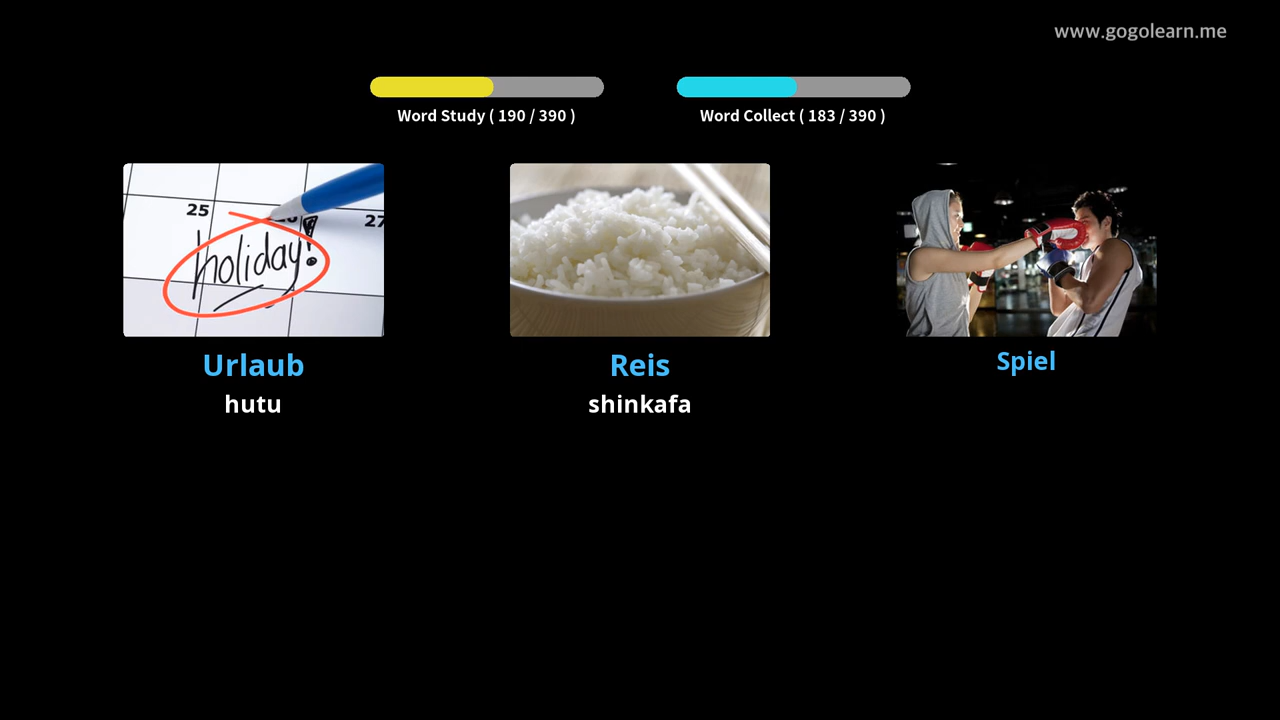 www.gogolearn.me
Word Study ( 190 / 390 )
Word Collect ( 183 / 390 )
25
27
holiday!
Urlaub
hutu
Reis
shinkafa
Spiel